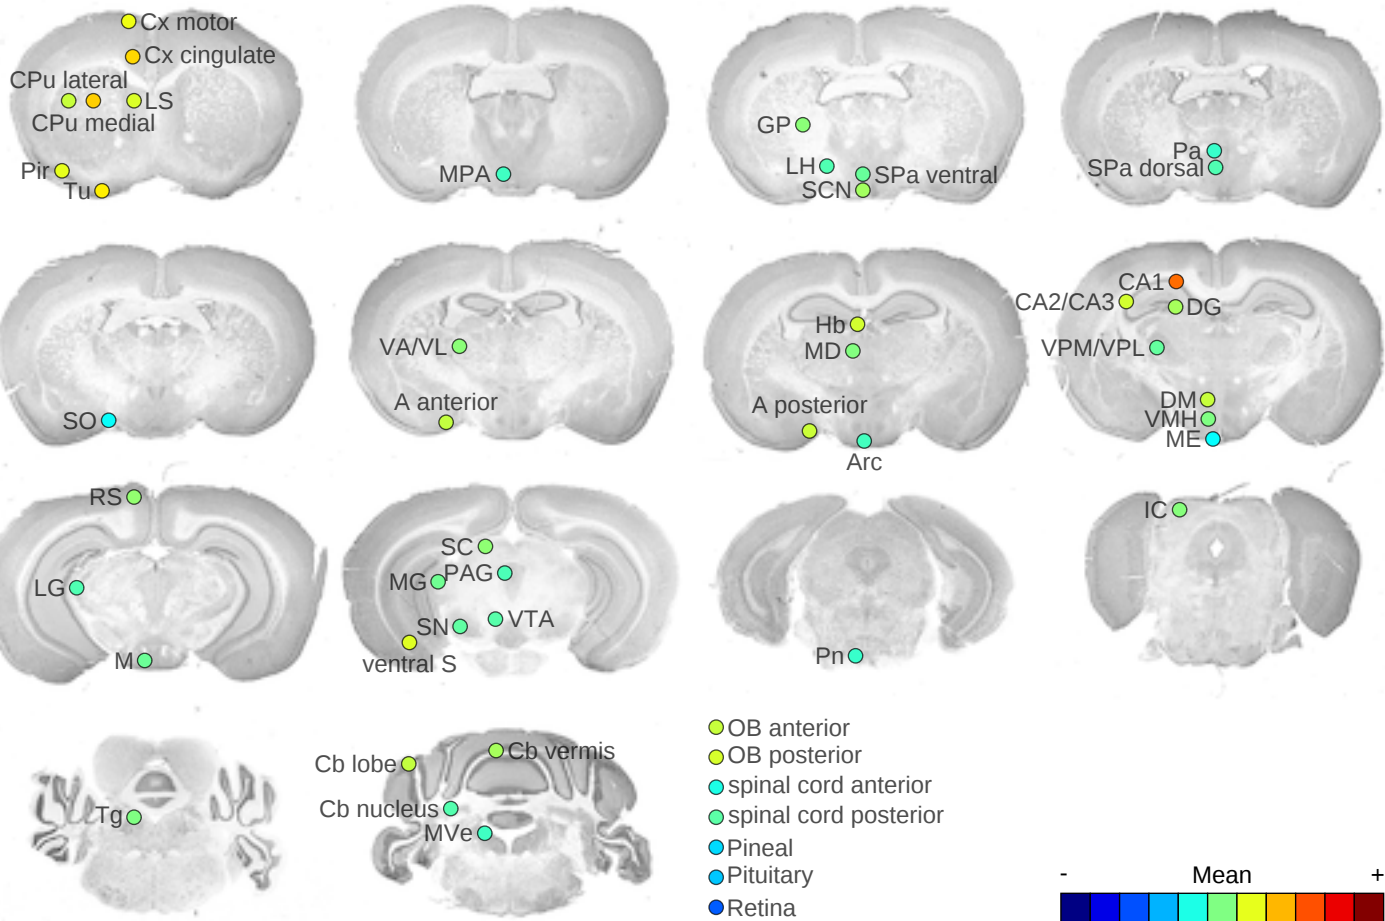 Cx motor
Cx cingulate
CPu lateral
LS
CPu medial
Pir
Tu
MPA
GP
LH
SPa ventral
SCN
Pa
SPa dorsal
SO
VA/VL
A anterior
Hb
MD
A posterior
Arc
CA1
CA2/CA3
DG
VPM/VPL
DM
VMH
ME
RS
LG
M
SC
MG
PAG
SN
VTA
ventral S
Pn
IC
Tg
Cb lobe
Cb vermis
Cb nucleus
MVe
OB anterior
OB posterior
spinal cord anterior
spinal cord posterior
Pineal
Pituitary
Retina
- Mean +